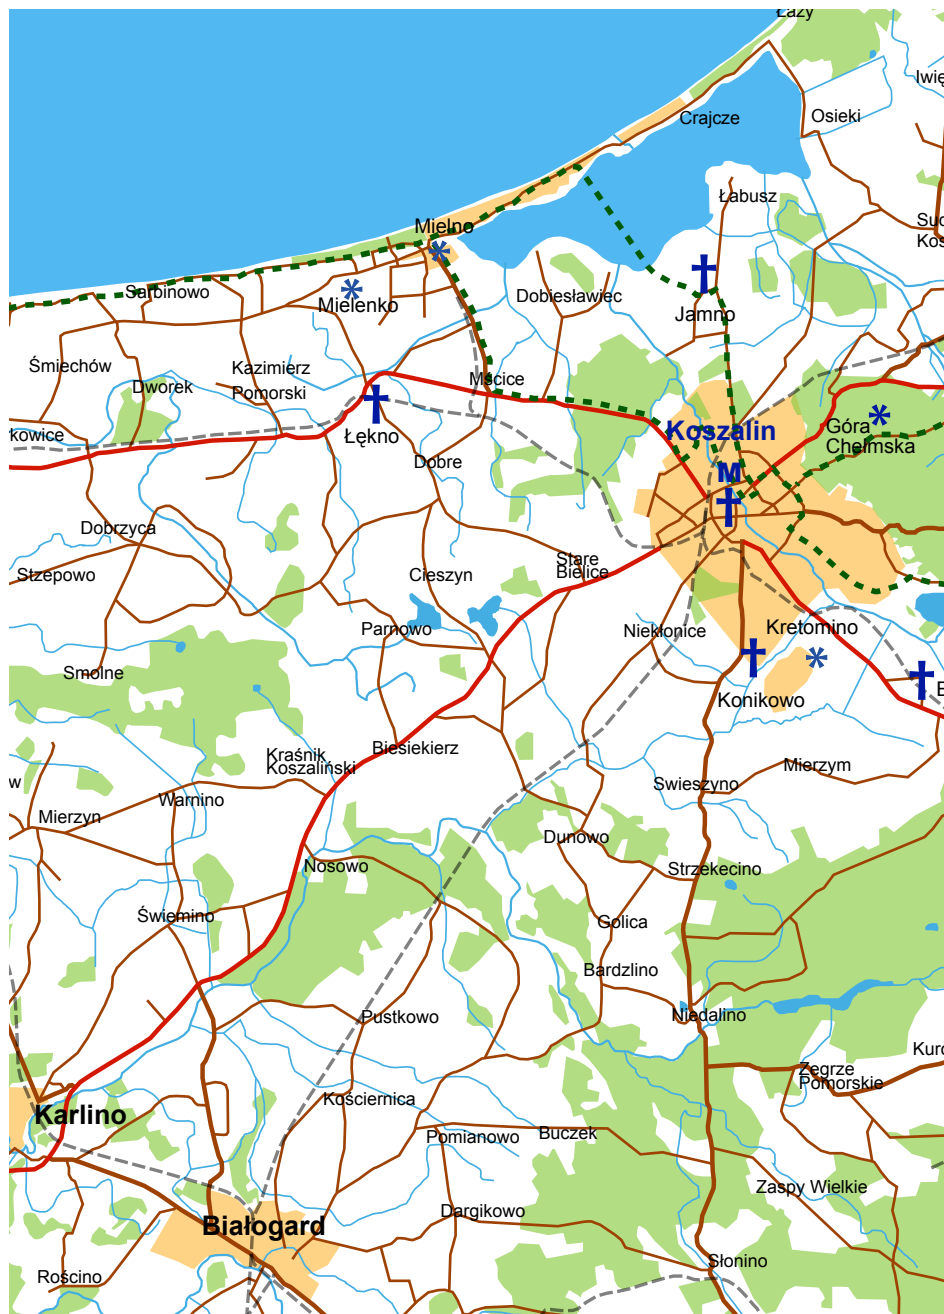 Łazy
Crajcze
Osieki
Łabusz
Mielno
Sarbinowo
Mielenko
Dobiesławiec
Jamno
Śmiechów
Dworek
Kazimierz
Pomorski
Mścice
kowice
Łękno
Dobre
Koszalin
M
Góra
Chełmska
Dobrzyca
Stzepowo
Cieszyn
Stare
Bielice
Parnowo
Niekłonice
Kretomino
Smolne
Konikowo
Kraśnik
Koszaliński
Biesiekierz
Swieszyno
Mierzym
w
Warnino
Mierzyn
Dunowo
Nosowo
Strzekecino
Świemino
Golica
Bardzlino
Pustkowo
Niedalino
Zegrze
Pomorskie
Kościernica
Karlino
Pomianowo
Buczek
Zaspy Wielkie
Białogard
Dargikowo
Rościno
Słonino